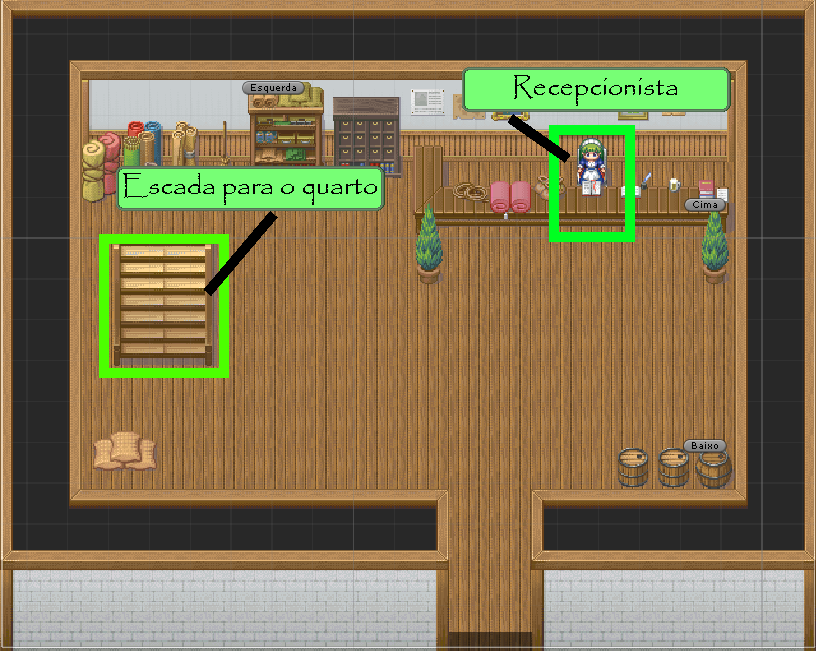 Esquerda
Recepcionista
Escada para o quarto
Cima
Baixo